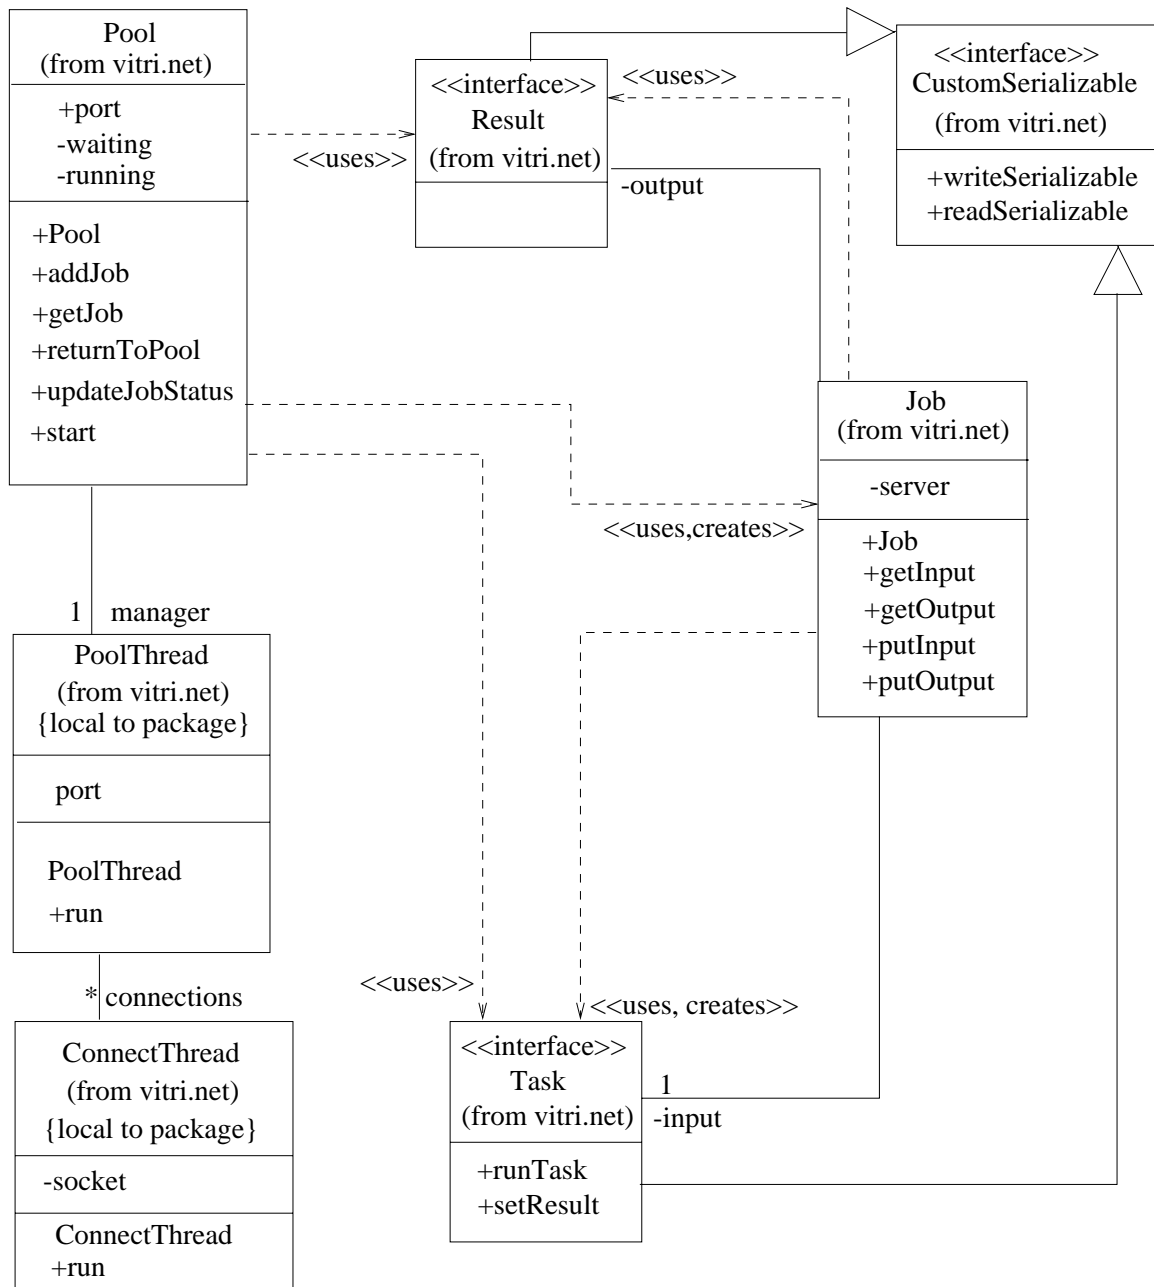 Pool
(from vitri.net)
+port
-waiting
-running
+Pool
+addJob
+getJob
+returnToPool
+updateJobStatus
+start
<<uses>>
<<interface>>
Result
(from vitri.net)
-output
<<uses>>
<<interface>>
CustomSerializable
(from vitri.net)
+writeSerializable
+readSerializable
<<uses,creates>>
Job
(from vitri.net)
-server
+Job
+getInput
+getOutput
+putInput
+putOutput
1 manager
PoolThread
(from vitri.net)
{local to package}
port
PoolThread
+run
* connections
ConnectThread
(from vitri.net)
{local to package}
-socket
ConnectThread
+run
<<uses>>
<<uses, creates>>
<<interface>>
Task
(from vitri.net)
+runTask
+setResult
1
-input